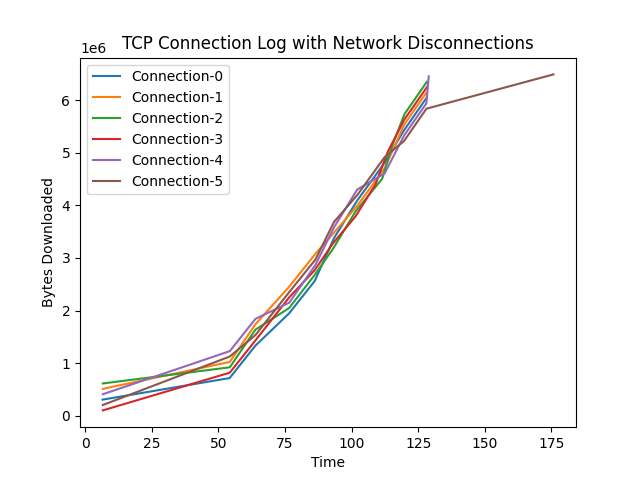 TCP Connection Log with Network Disconnections
1e6
Connection-0
Connection-1
Connection-2
Connection-3
Connection-4
Connection-5
6
5
4
3
2
1
0
Bytes Downloaded
0 25 50 75 100 125 150 175
Time